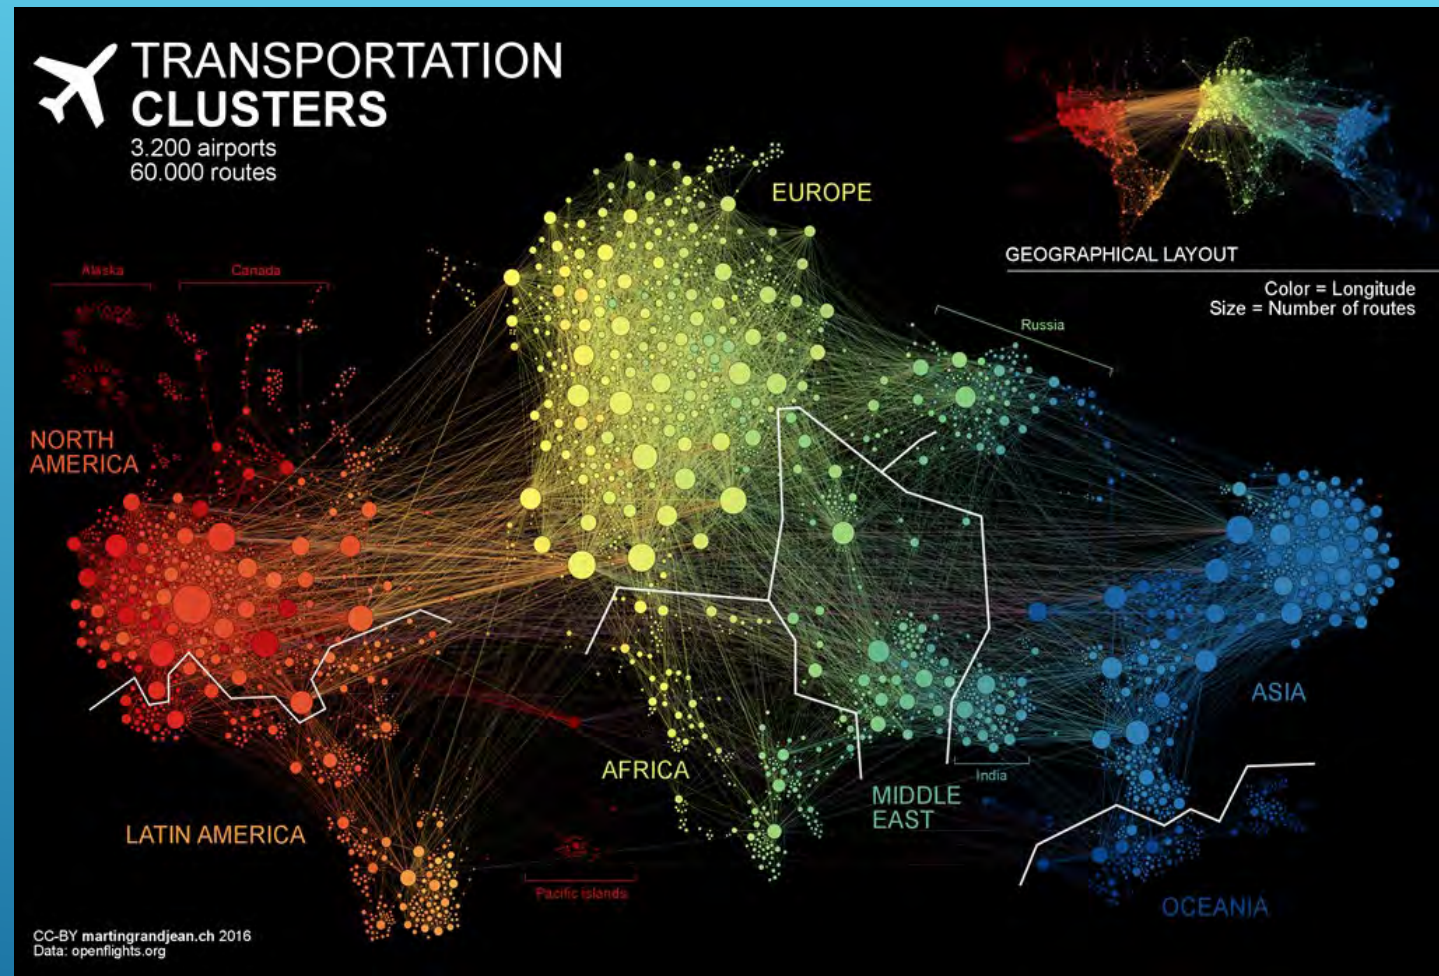 TRANSPORTATION
CLUSTERS
3.200 airports
60.000 routes
EUROPE
GEOGRAPHICAL LAYOUT
Color = Longitude
Size = Number of routes
Alaska
Canada
Russia
NORTH
AMERICA
ASIA
AFRICA
India
MIDDLE
EAST
LATIN AMERICA
Pacific islands
OCEANIA
CC-BY martingrandjean.ch 2016
Data: openflights.org